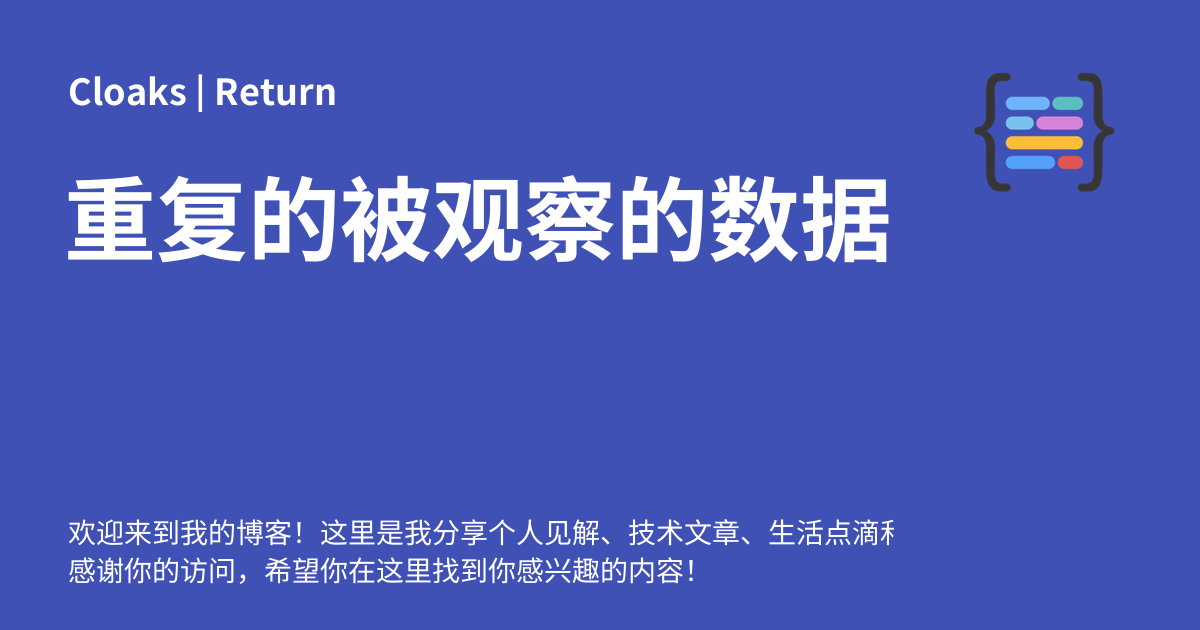 Cloaks | Return
重复的被观察的数据
欢迎来到我的博客！这里是我分享个人见解、技术文章、生活点滴
感谢你的访问，希望你在这里找到你感兴趣的内容！